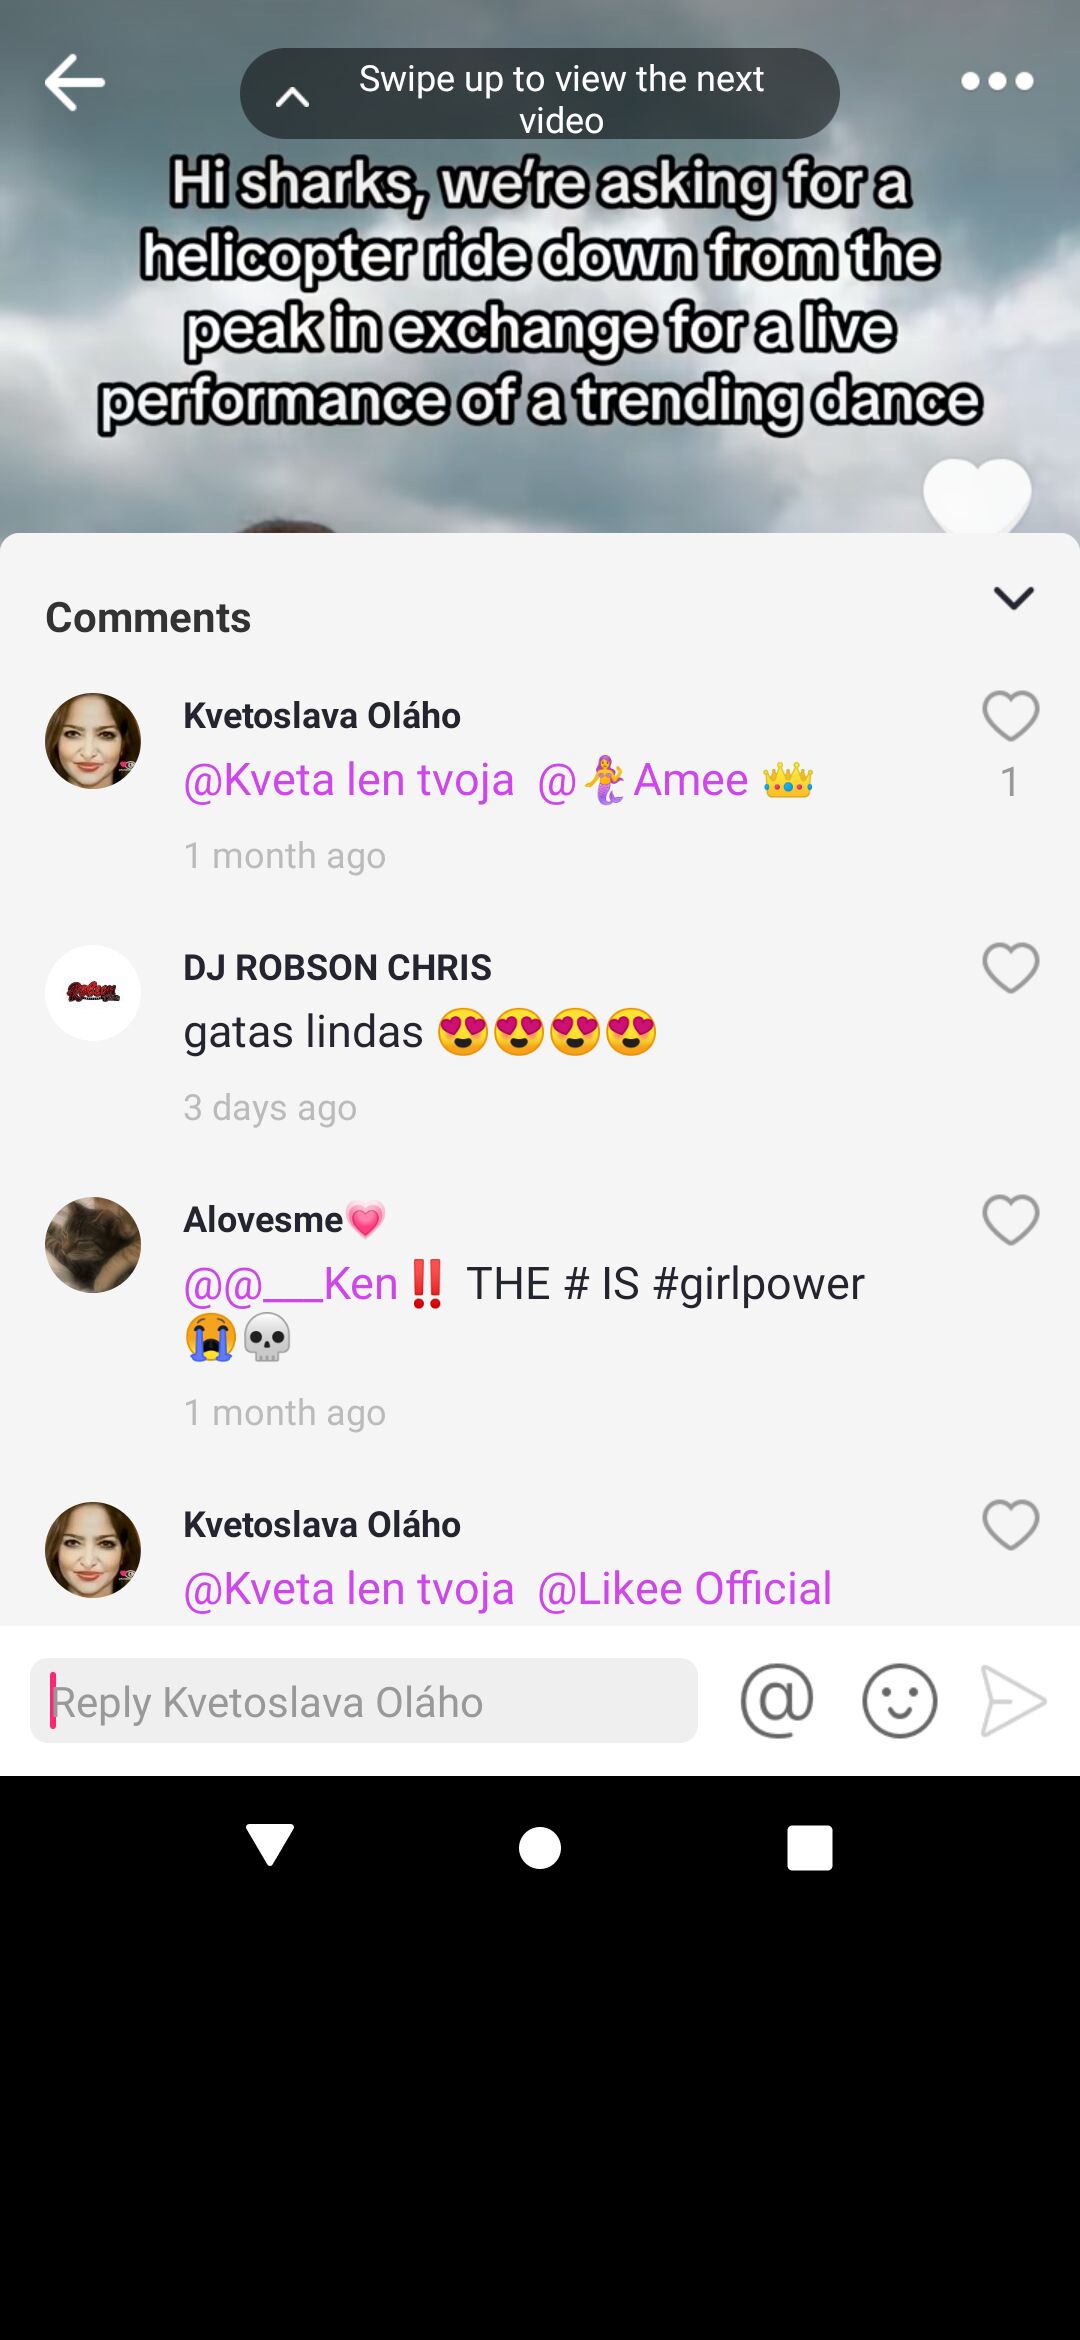 Swipe up to view the next
video
Hi sharks, we're asking for a
helicopter ride down from the
peak in exchange for a live
performance of a trending dance
Comments
Kvetoslava Oláho
@Kveta len tvoja @🧜‍♀️Amee 👑
1
1 month ago
DJ ROBSON CHRIS
gatas lindas 😍😍😍😍
3 days ago
Alovesme💗
@@___Ken‼️ THE # IS #girlpower
😭💀
1 month ago
Kvetoslava Oláho
@Kveta len tvoja @Likee Official
Reply Kvetoslava Oláho